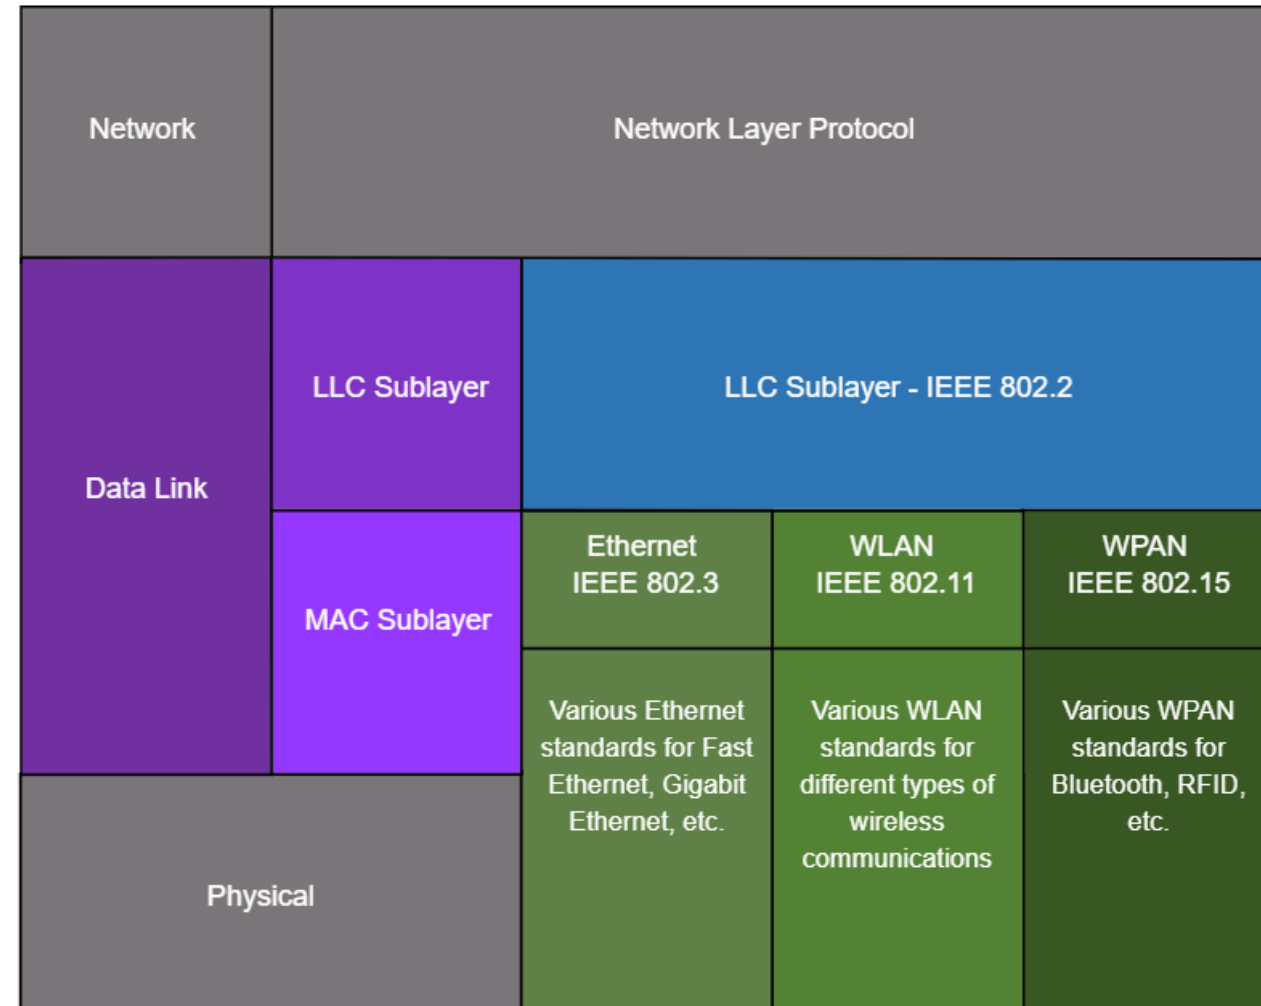 Network
Network Layer Protocol
Data Link
LLC Sublayer
LLC Sublayer - IEEE 802.2
MAC Sublayer
Ethernet
IEEE 802.3
WLAN
IEEE 802.11
WPAN
IEEE 802.15
Various Ethernet
standards for Fast
Ethernet, Gigabit
Ethernet, etc.
Various WLAN
standards for
different types of
wireless
communications
Various WPAN
standards for
Bluetooth, RFID,
etc.
Physical